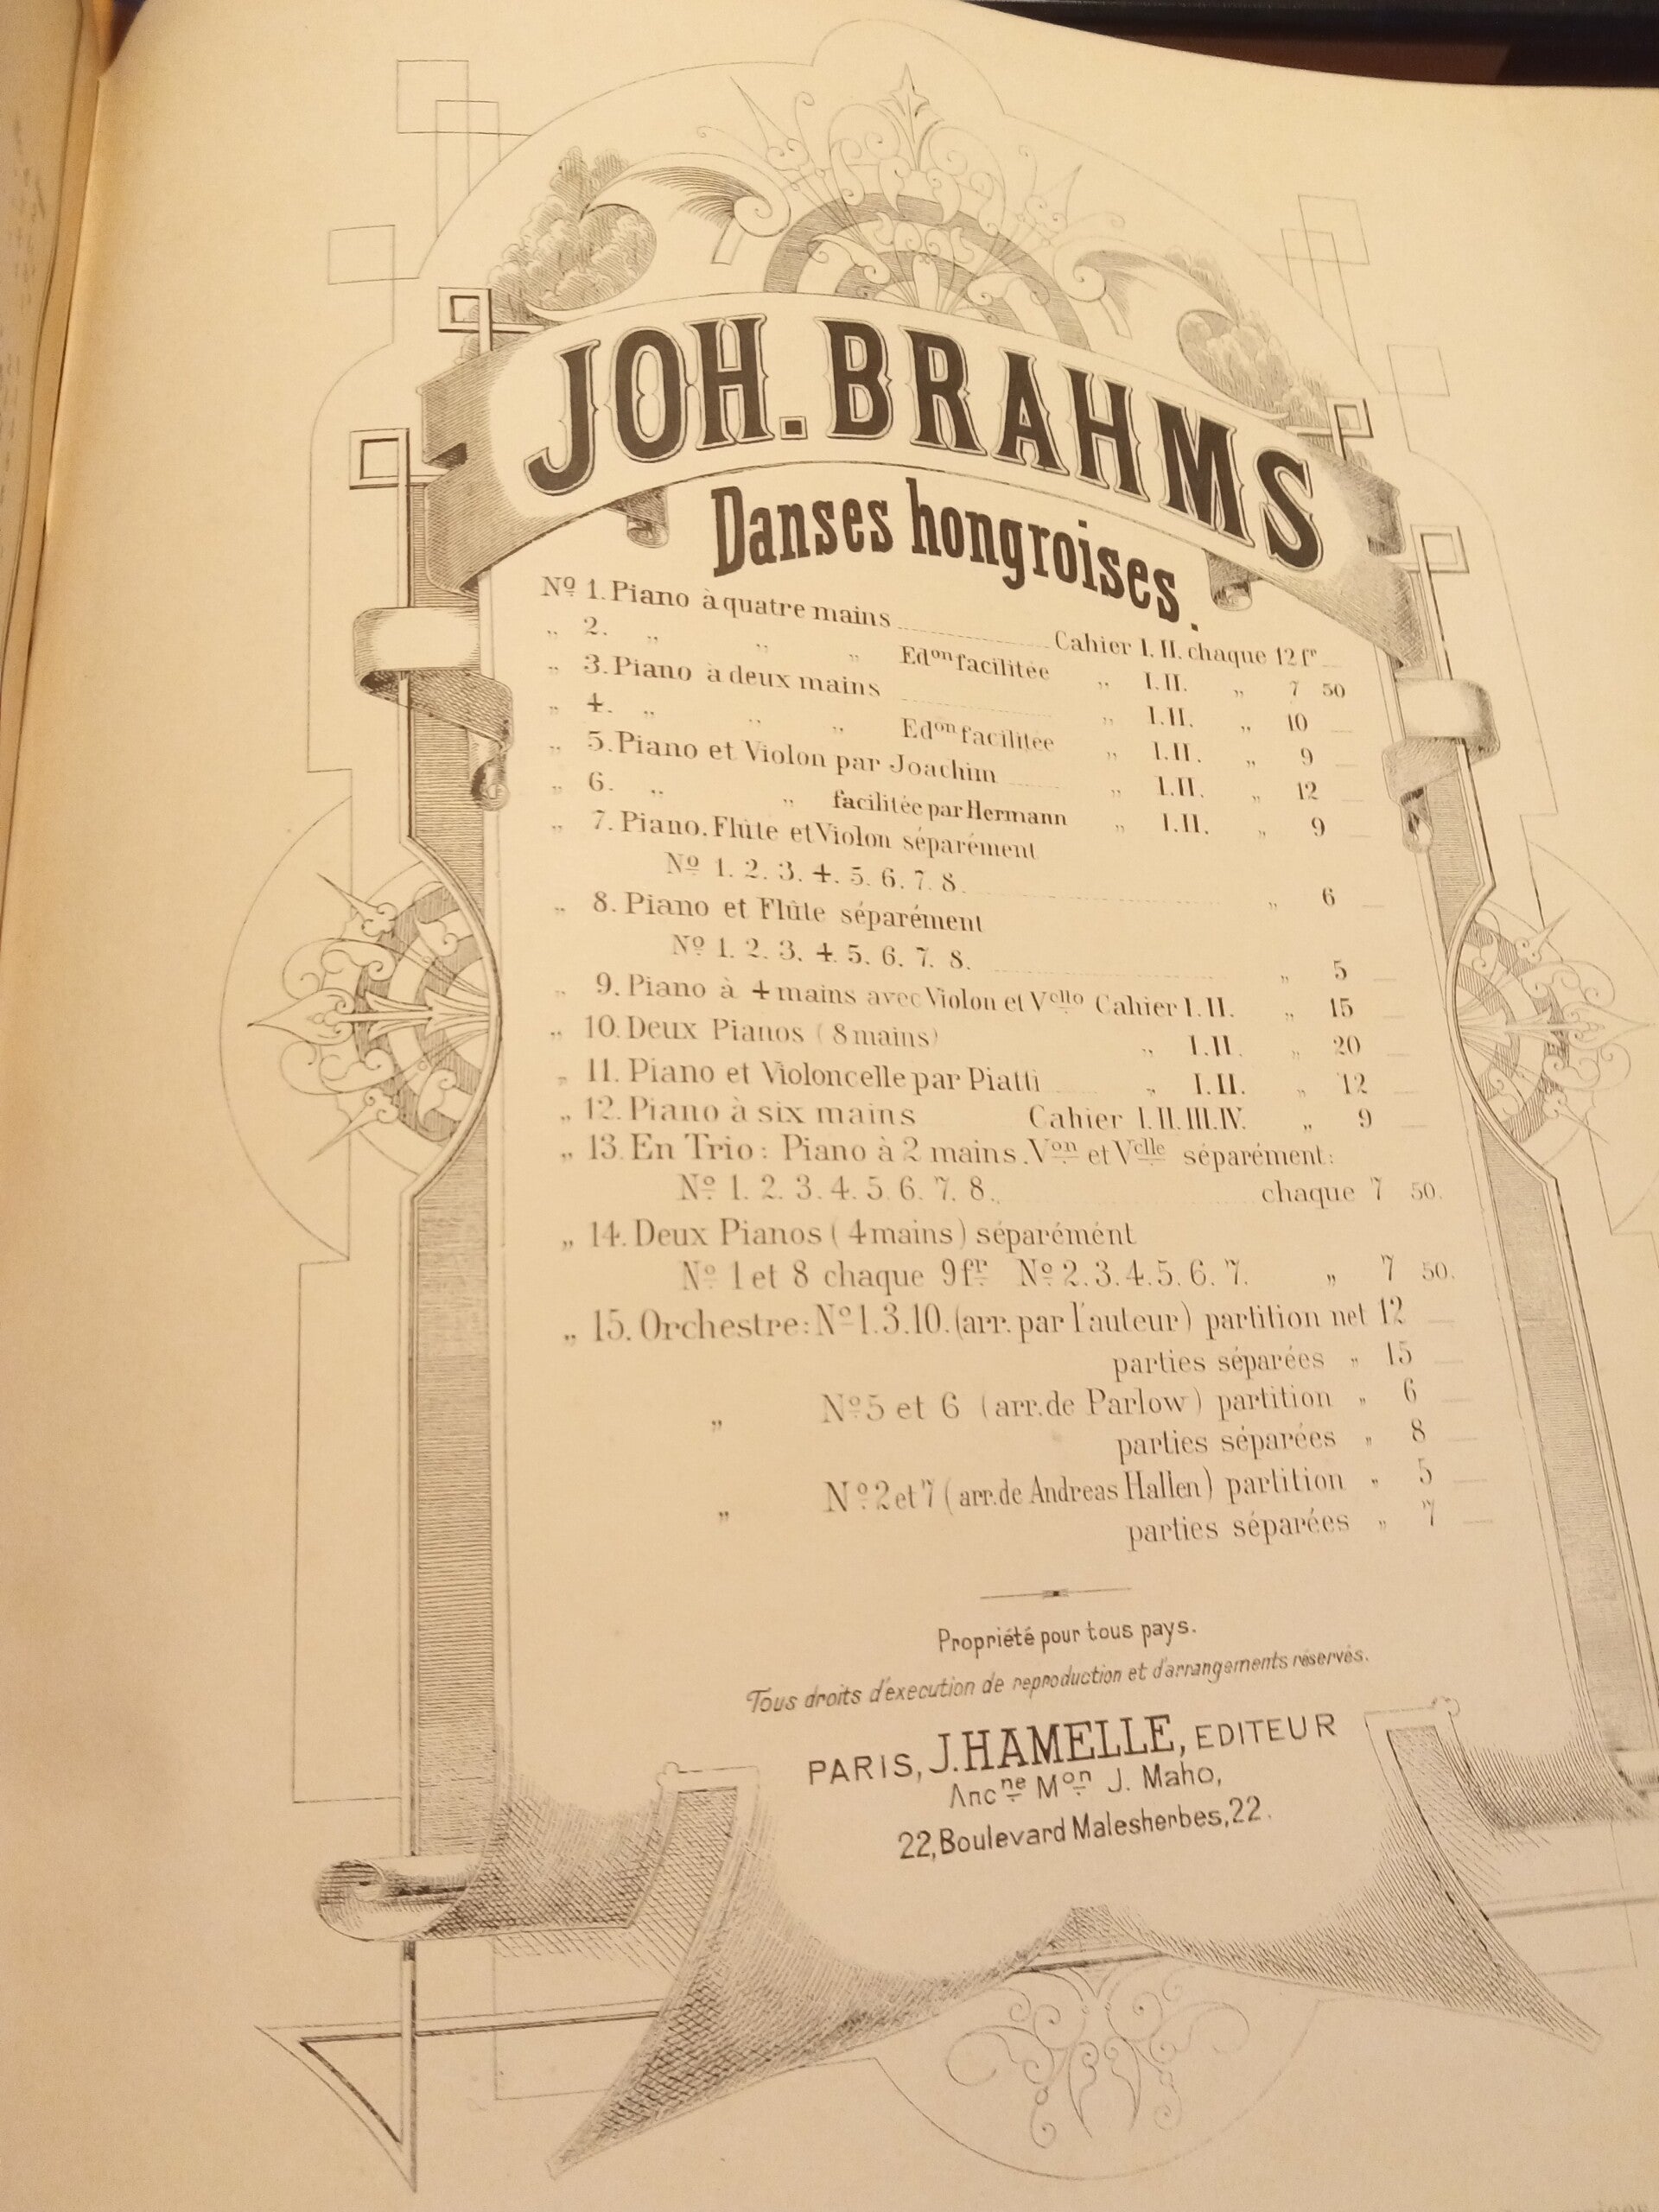 JOH. BRAHMS
Danses hongroises.
Nº 1. Piano à quatre mains Cahier I. II. chaque 12 fr
„ 2. „ „ „ Edon facilitée „ I. II. „ 7 50
„ 3. Piano à deux mains „ I. II. „ 10
„ 4. „ „ „ Edon facilitée „ I. II. „ 9
„ 5. Piano et Violon par Joachim „ I. II. „ 12
„ 6. „ „ facilitée par Hermann „ I. II. „ 9
„ 7. Piano. Flûte et Violon séparément
Nº 1. 2. 3. 4. 5. 6. 7. 8. „ 6
„ 8. Piano et Flûte séparément
Nº 1. 2. 3. 4. 5. 6. 7. 8. „ 5
„ 9. Piano à 4 mains avec Violon et Vcllo Cahier I. II. „ 15
„ 10. Deux Pianos (8 mains) „ I. II. „ 20
„ 11. Piano et Violoncelle par Piatti „ I. II. „ 12
„ 12. Piano à six mains Cahier I. II. III. IV. „ 9
„ 13. En Trio: Piano à 2 mains. Von et Vclle séparément:
Nº 1. 2. 3. 4. 5. 6. 7. 8. chaque 7 50.
„ 14. Deux Pianos (4 mains) séparémént
Nº 1 et 8 chaque 9 fr Nº 2. 3. 4. 5. 6. 7. „ 7 50.
„ 15. Orchestre: Nº 1. 3. 10. (arr. par l'auteur) partition net 12
parties séparées „ 15
„ Nº 5 et 6 (arr. de Parlow) partition „ 6
parties séparées „ 8
„ Nº 2 et 7 (arr. de Andreas Hallen) partition „ 5
parties séparées „ 7
Propriété pour tous pays.
Tous droits d'execution de reproduction et d'arrangements réservés.
PARIS, J. HAMELLE, EDITEUR
Ancne Mon J. Maho,
22, Boulevard Malesherbes, 22.